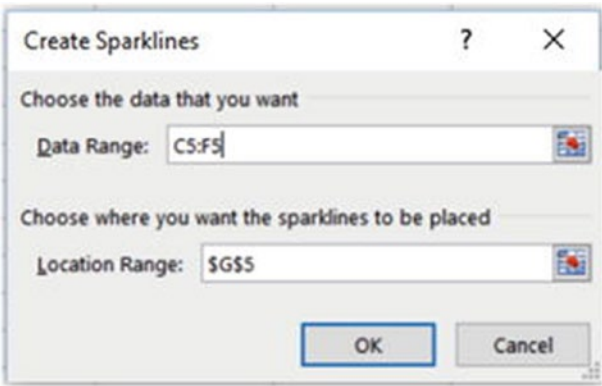 Create Sparklines ? ✕
Choose the data that you want
Data Range: C5:F5
Choose where you want the sparklines to be placed
Location Range: $G$5
OK Cancel